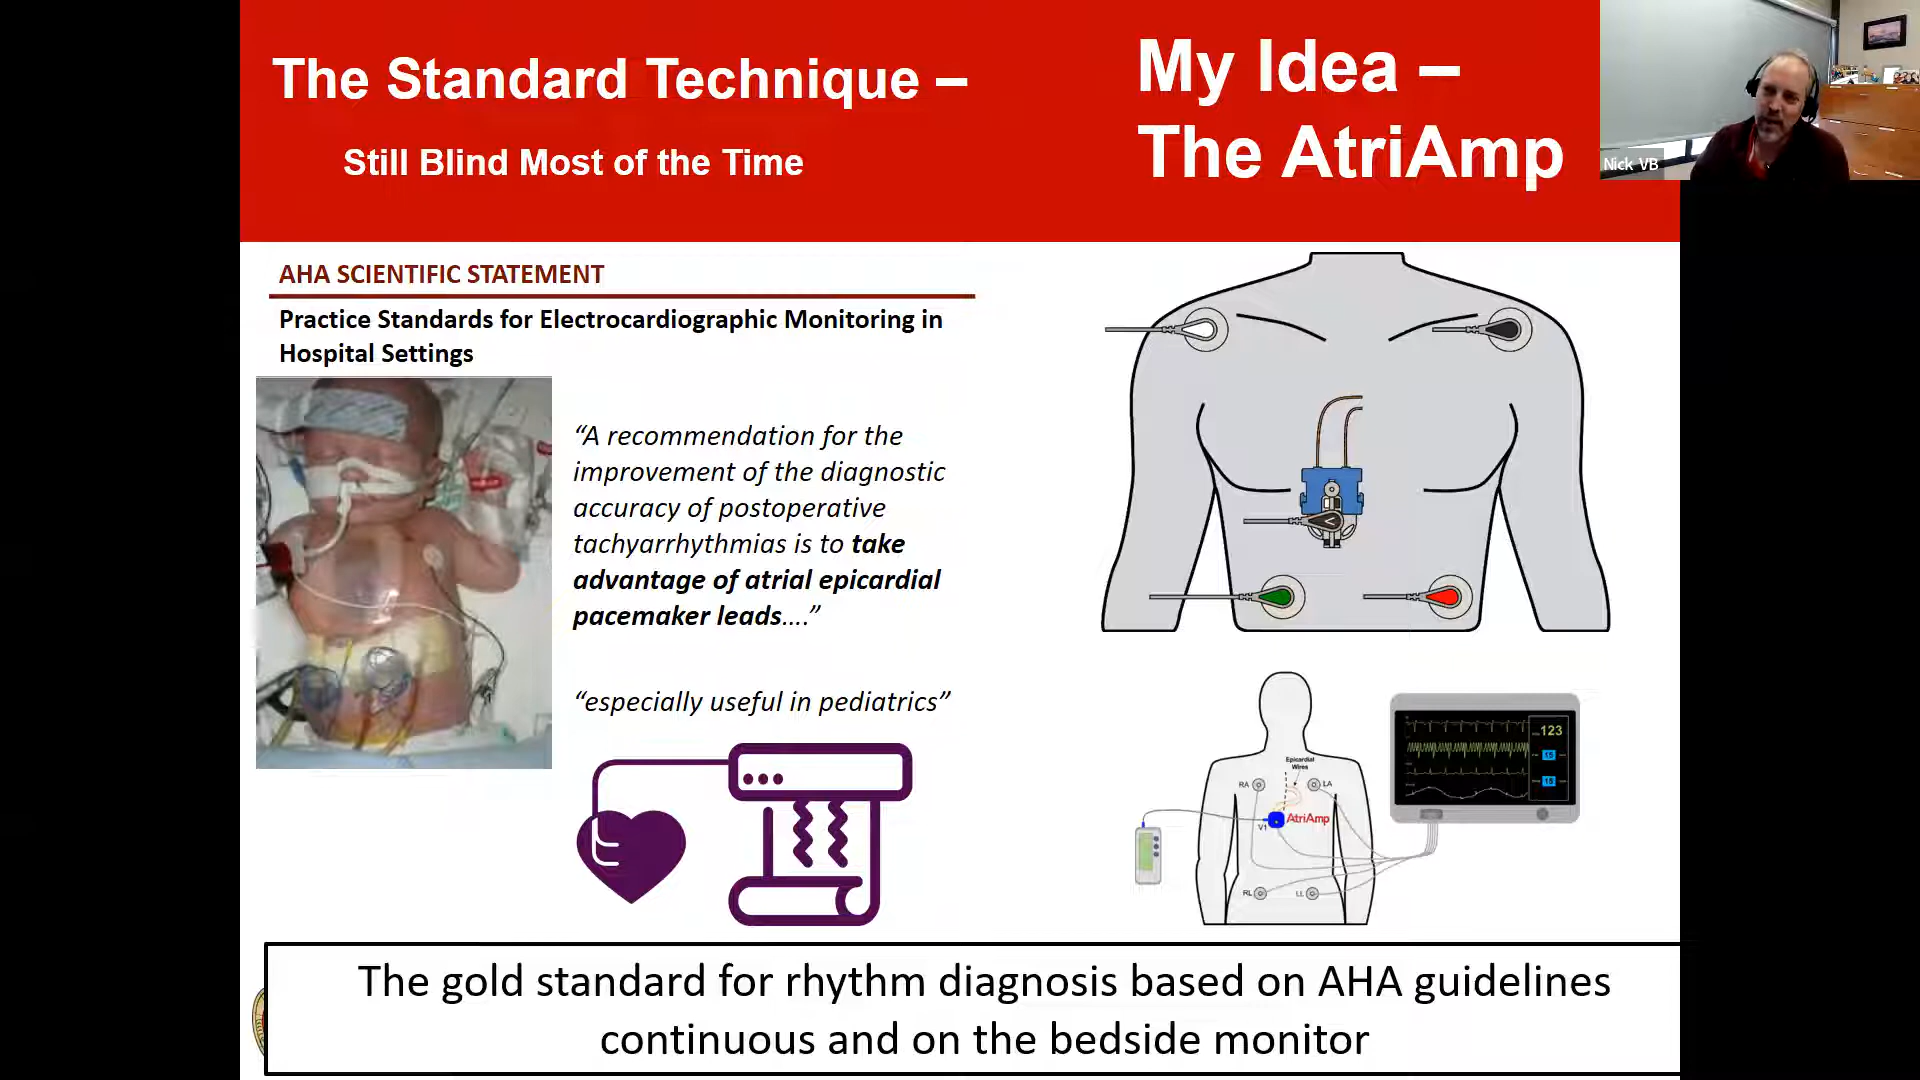 The Standard Technique –
Still Blind Most of the Time
My Idea –
The AtriAmp
Nick VB
AHA SCIENTIFIC STATEMENT
Practice Standards for Electrocardiographic Monitoring in
Hospital Settings
“A recommendation for the
improvement of the diagnostic
accuracy of postoperative
tachyarrhythmias is to take
advantage of atrial epicardial
pacemaker leads....”
“especially useful in pediatrics”
V
Epicardial
Wires
RA
LA
V1
AtriAmp
RL
LL
123
15
15
The gold standard for rhythm diagnosis based on AHA guidelines
continuous and on the bedside monitor